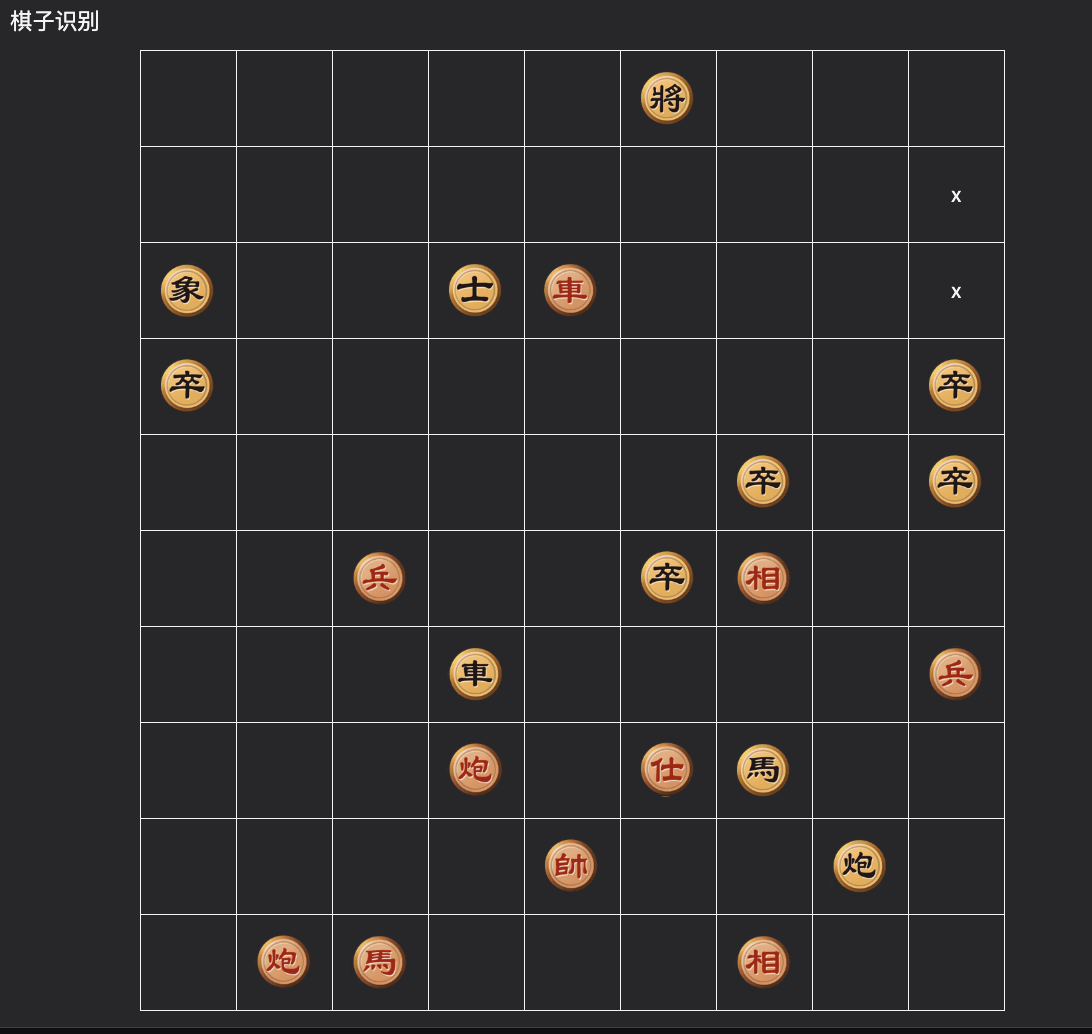 棋子识别
將
x
象 士 車 x
卒 卒
卒 卒
兵 卒 相
車 兵
炮 仕 馬
帥 炮
炮 馬 相